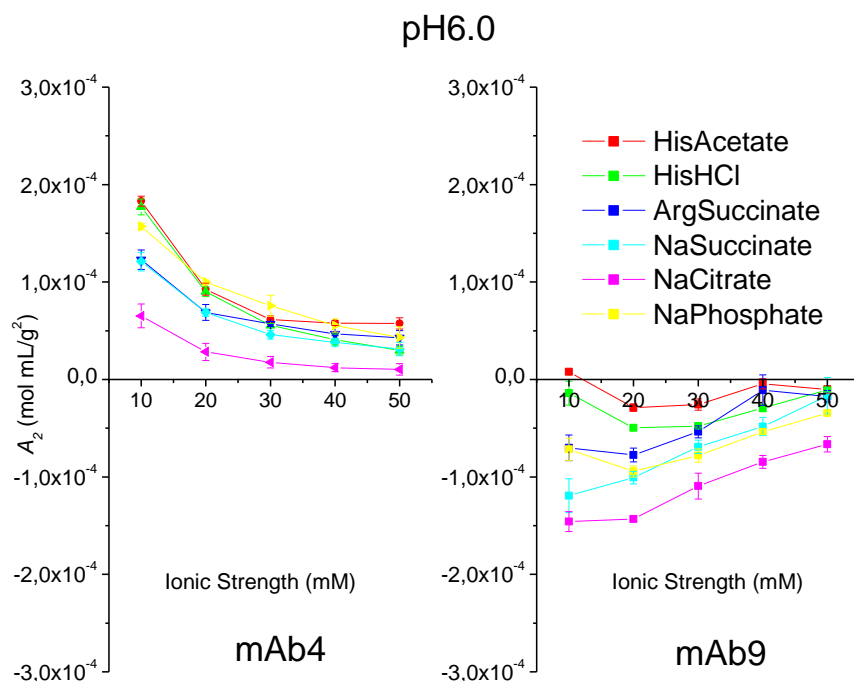 pH6.0
3,0x10⁻⁴
2,0x10⁻⁴
1,0x10⁻⁴
0,0
-1,0x10⁻⁴
-2,0x10⁻⁴
-3,0x10⁻⁴
A₂ (mol mL/g²)
10 20 30 40 50
Ionic Strength (mM)
mAb4
3,0x10⁻⁴
2,0x10⁻⁴
1,0x10⁻⁴
0,0
-1,0x10⁻⁴
-2,0x10⁻⁴
-3,0x10⁻⁴
HisAcetate
HisHCl
ArgSuccinate
NaSuccinate
NaCitrate
NaPhosphate
10 20 30 40 50
Ionic Strength (mM)
mAb9